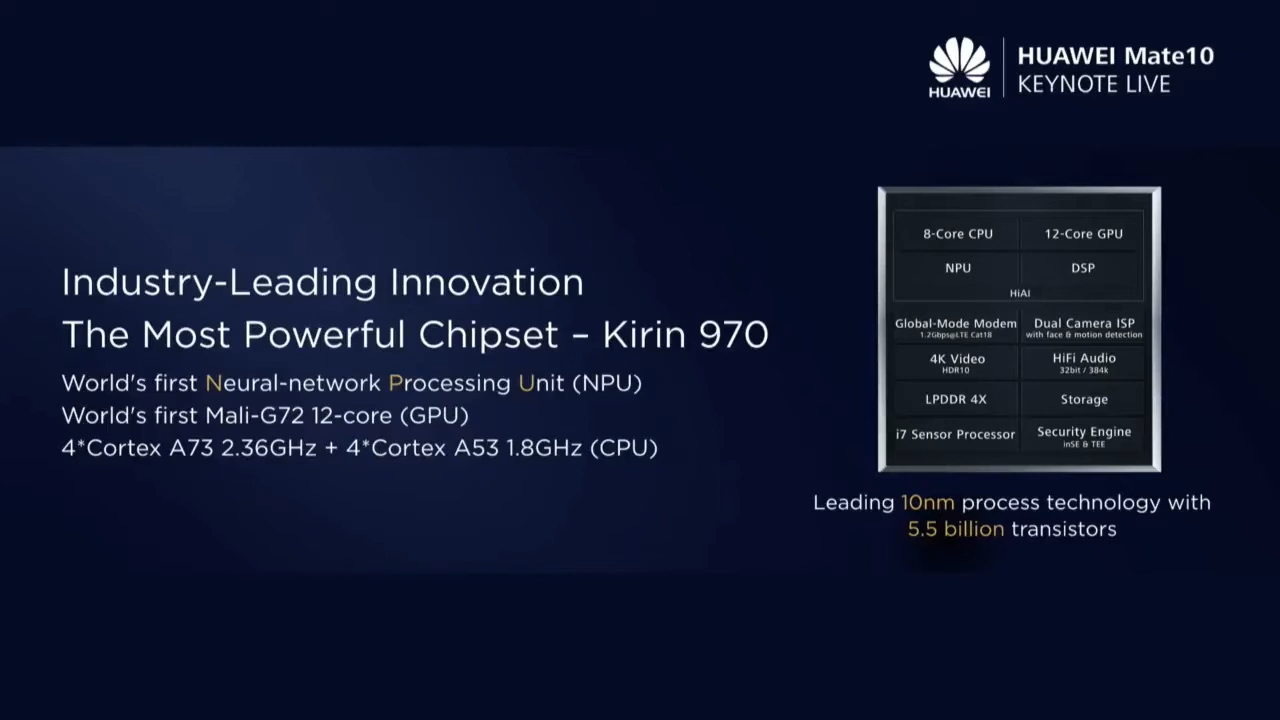 HUAWEI
HUAWEI Mate10
KEYNOTE LIVE
Industry-Leading Innovation
The Most Powerful Chipset – Kirin 970
World's first Neural-network Processing Unit (NPU)
World's first Mali-G72 12-core (GPU)
4*Cortex A73 2.36GHz + 4*Cortex A53 1.8GHz (CPU)
8-Core CPU
12-Core GPU
NPU
DSP
HiAI
Global-Mode Modem
1.2Gbps@LTE Cat18
Dual Camera ISP
with face & motion detection
4K Video
HDR10
HiFi Audio
32bit / 384k
LPDDR 4X
Storage
i7 Sensor Processor
Security Engine
inSE & TEE
Leading 10nm process technology with
5.5 billion transistors